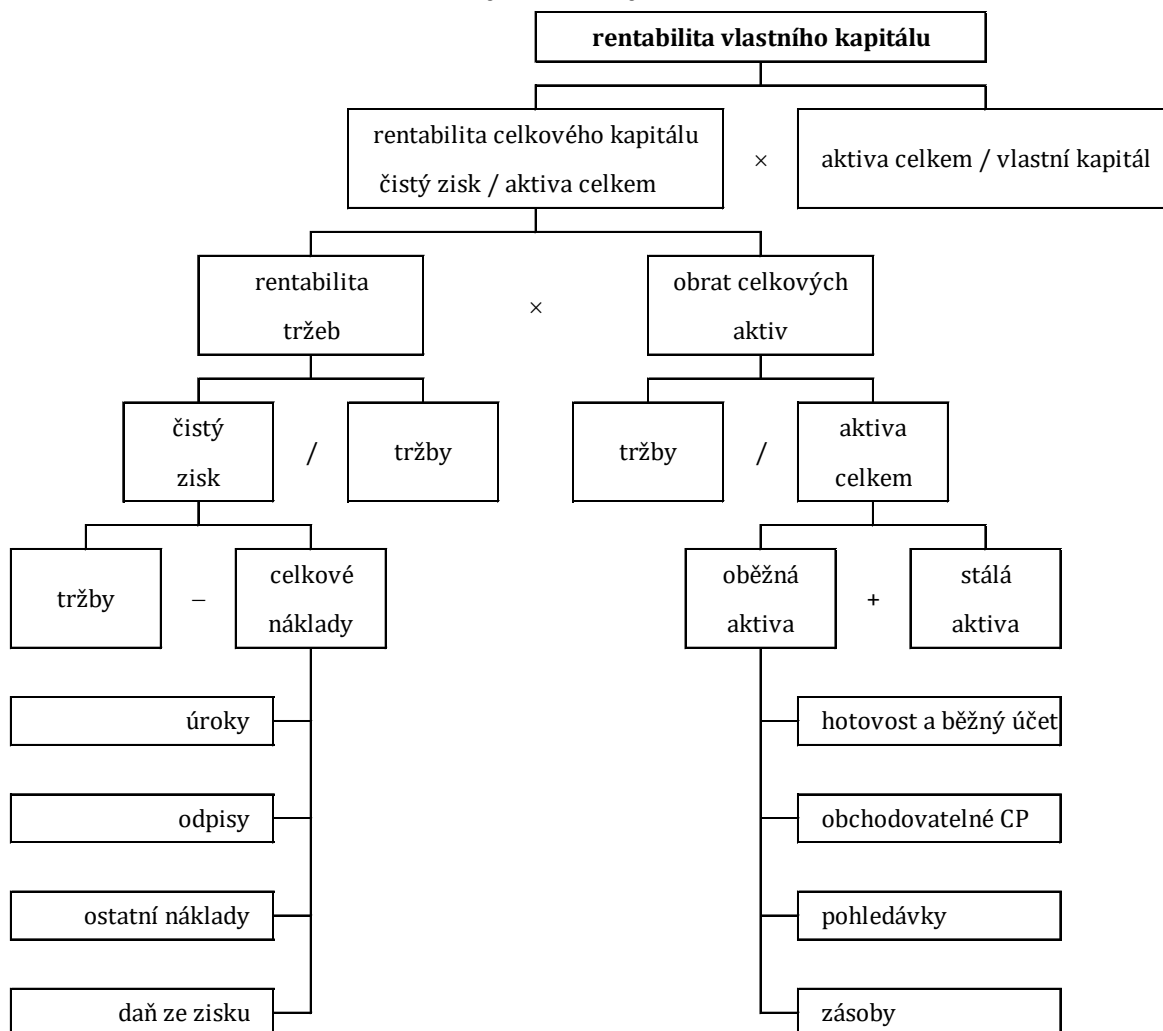 rentabilita vlastního kapitálu
rentabilita celkového kapitálu
čistý zisk / aktiva celkem
×
aktiva celkem / vlastní kapitál
rentabilita
tržeb
×
obrat celkových
aktiv
čistý
zisk
/
tržby
tržby
/
aktiva
celkem
tržby
–
celkové
náklady
oběžná
aktiva
+
stálá
aktiva
úroky
hotovost a běžný účet
odpisy
obchodovatelné CP
ostatní náklady
pohledávky
daň ze zisku
zásoby